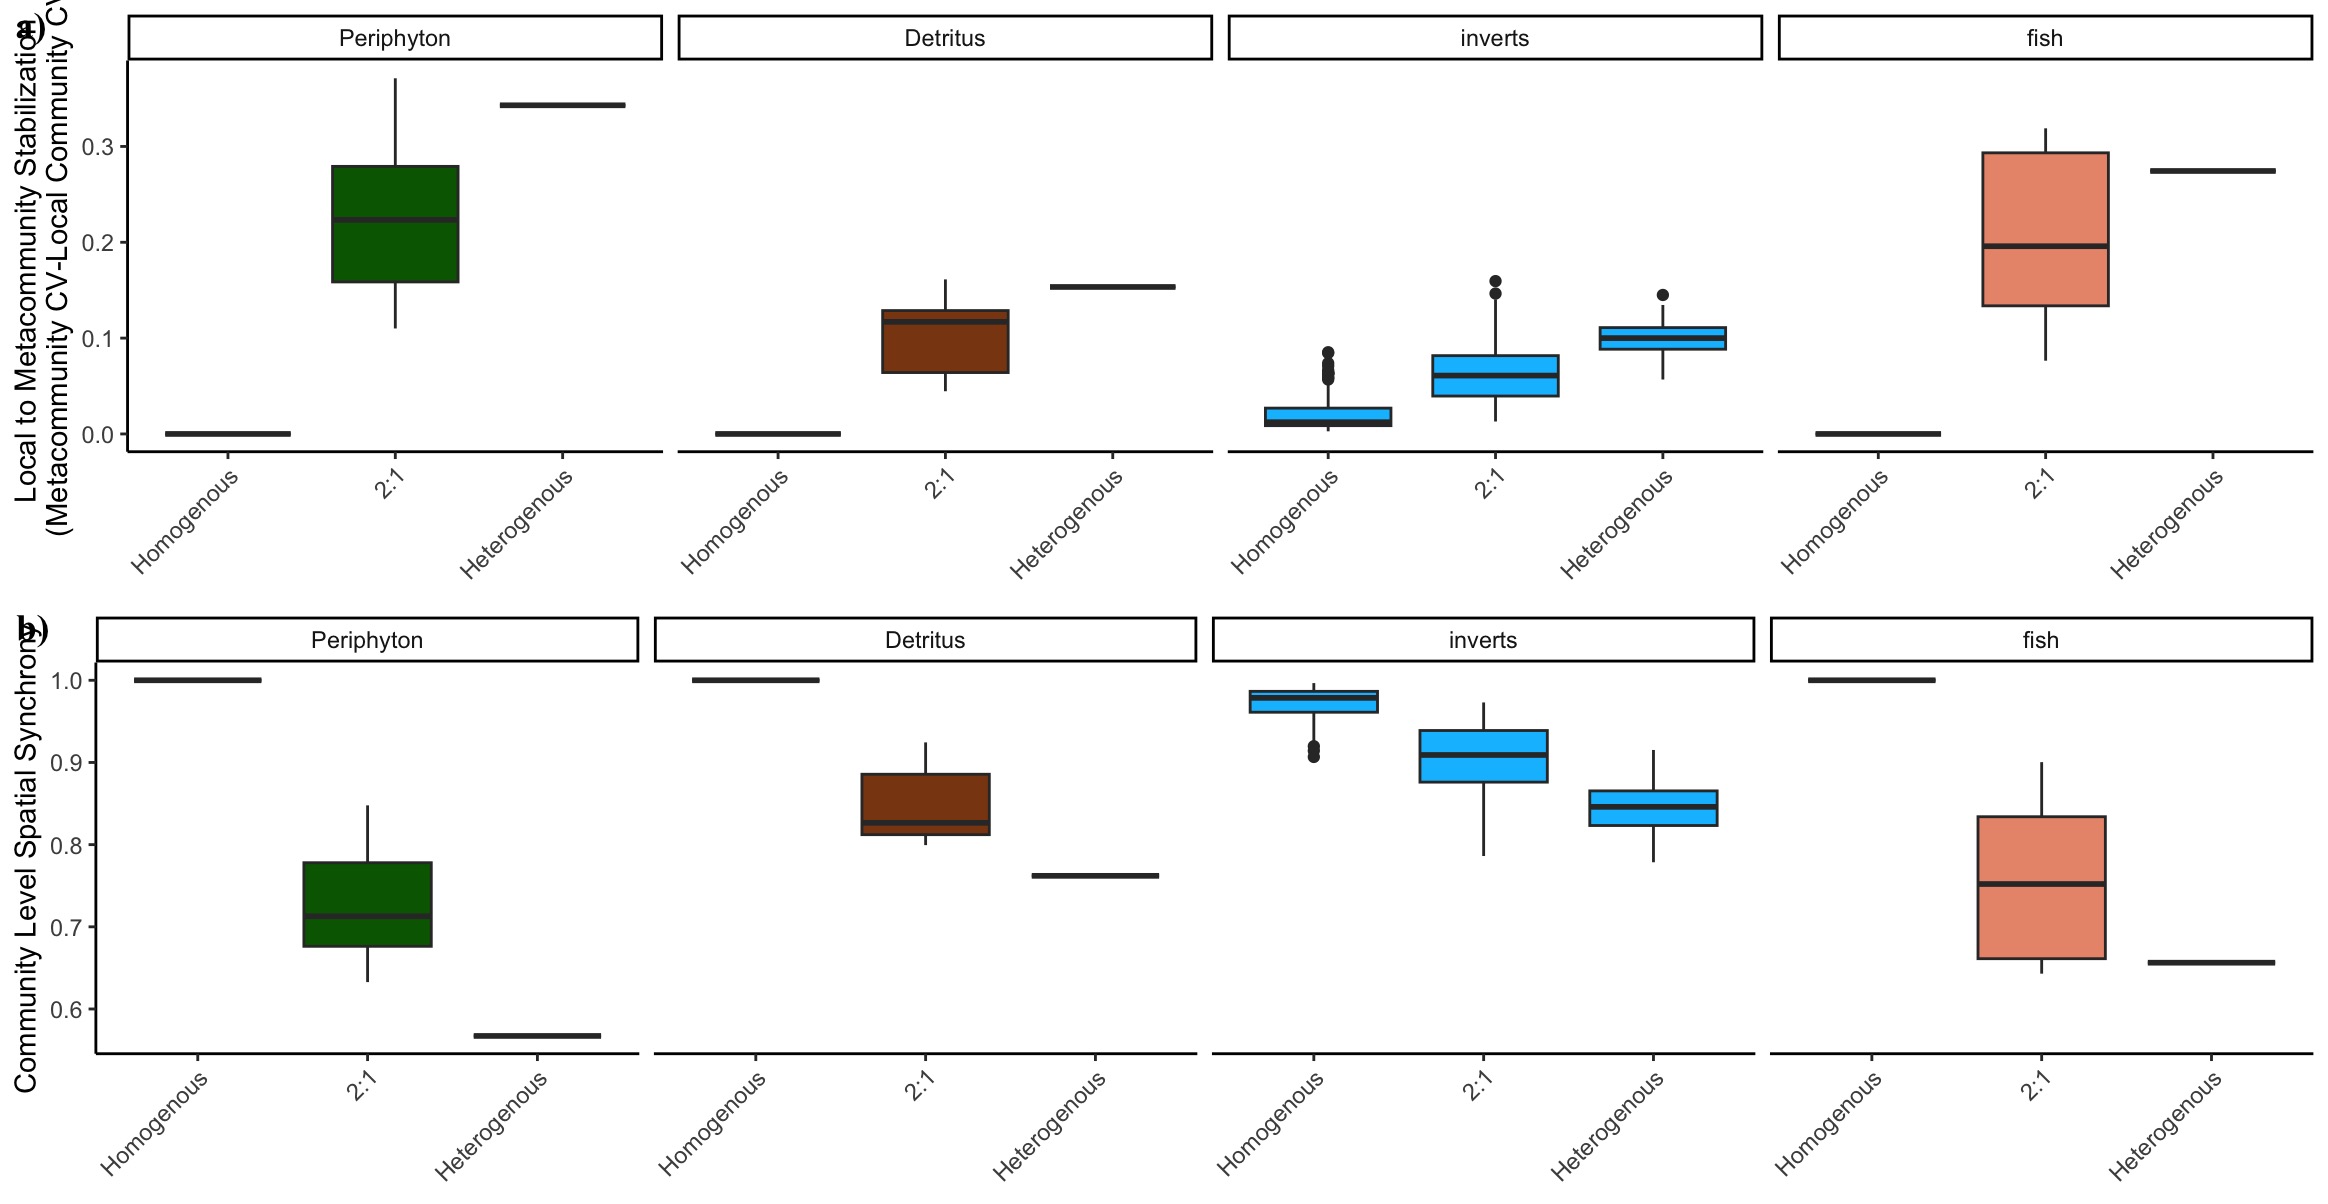 a)
Local to Metacommunity Stabilization
(Metacommunity CV-Local Community CV
Periphyton
Detritus
inverts
fish
0.3
0.2
0.1
0.0
Homogenous
2:1
Heterogenous
Homogenous
2:1
Heterogenous
Homogenous
2:1
Heterogenous
Homogenous
2:1
Heterogenous
b)
Community Level Spatial Synchrony
Periphyton
Detritus
inverts
fish
1.0
0.9
0.8
0.7
0.6
Homogenous
2:1
Heterogenous
Homogenous
2:1
Heterogenous
Homogenous
2:1
Heterogenous
Homogenous
2:1
Heterogenous